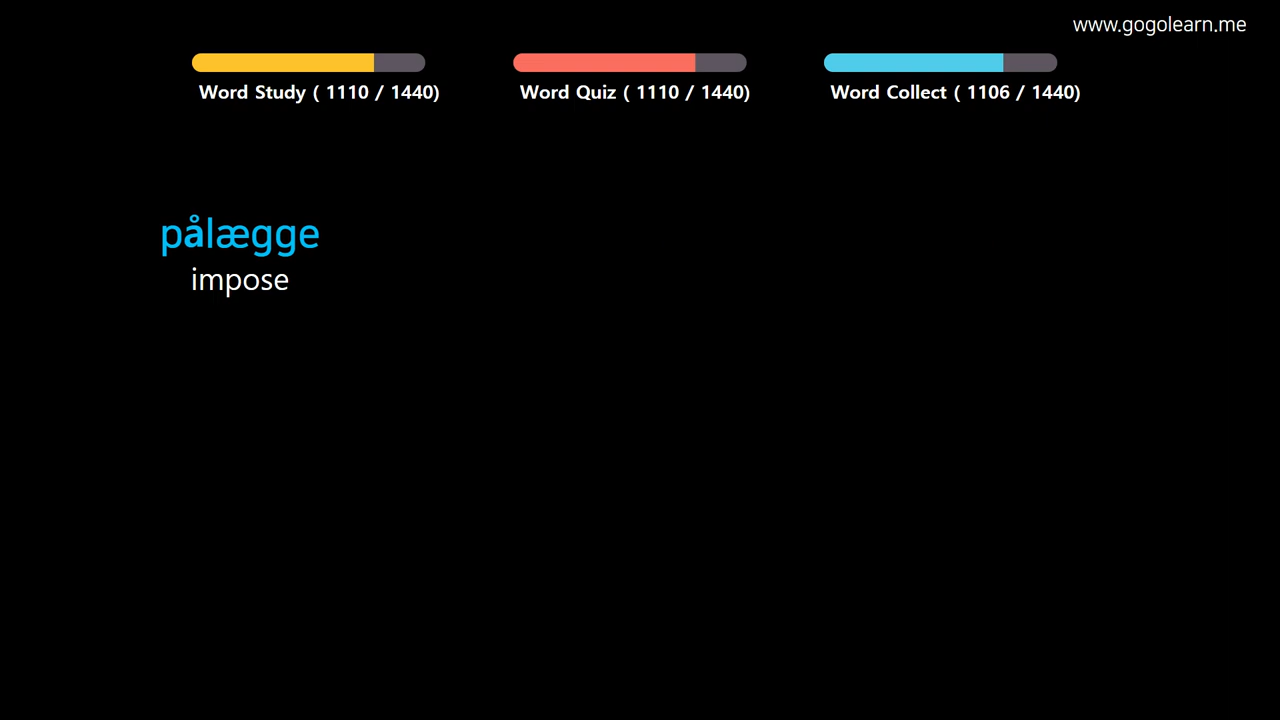 www.gogolearn.me
Word Study ( 1110 / 1440)
Word Quiz ( 1110 / 1440)
Word Collect ( 1106 / 1440)
pålægge
impose